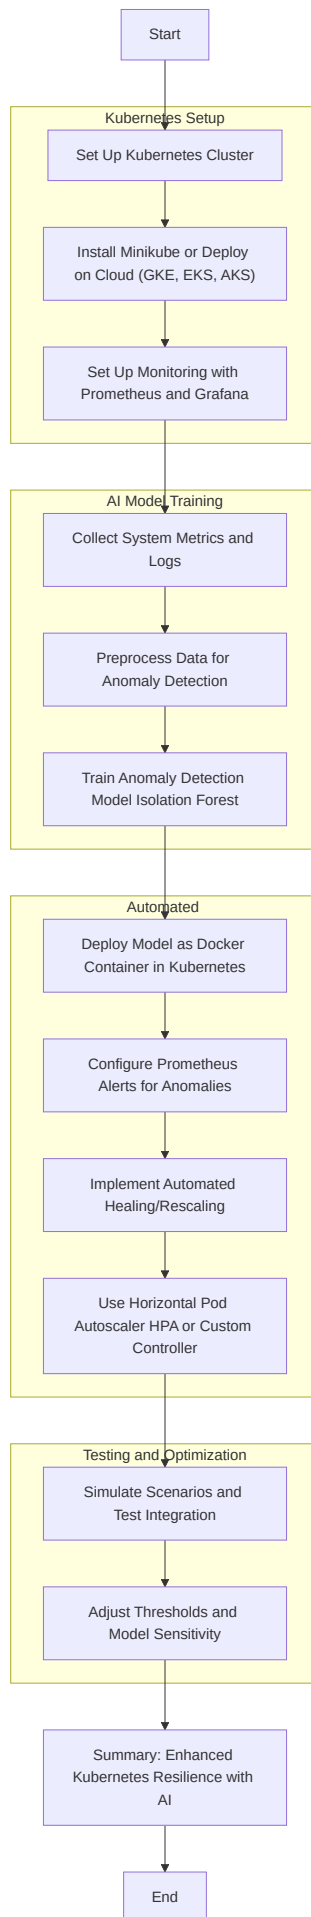 Start
Kubernetes Setup
Set Up Kubernetes Cluster
Install Minikube or Deploy
on Cloud (GKE, EKS, AKS)
Set Up Monitoring with
Prometheus and Grafana
AI Model Training
Collect System Metrics and
Logs
Preprocess Data for
Anomaly Detection
Train Anomaly Detection
Model Isolation Forest
Automated
Deploy Model as Docker
Container in Kubernetes
Configure Prometheus
Alerts for Anomalies
Implement Automated
Healing/Rescaling
Use Horizontal Pod
Autoscaler HPA or Custom
Controller
Testing and Optimization
Simulate Scenarios and
Test Integration
Adjust Thresholds and
Model Sensitivity
Summary: Enhanced
Kubernetes Resilience with
AI
End